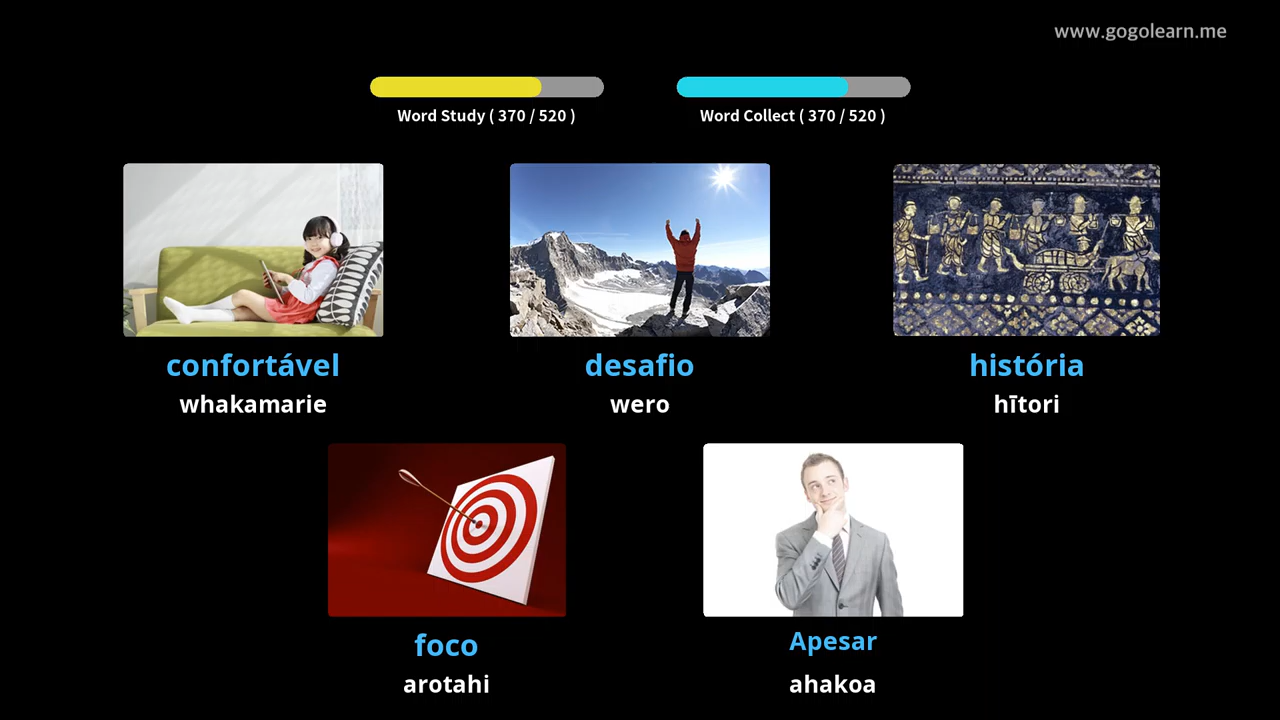 www.gogolearn.me
Word Study ( 370 / 520 )
Word Collect ( 370 / 520 )
confortável
whakamarie
desafio
wero
história
hītori
foco
arotahi
Apesar
ahakoa